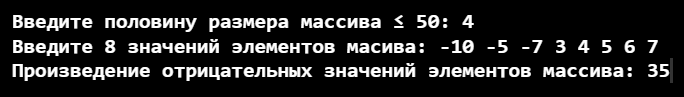 Введите половину размера массива ≤ 50: 4
Введите 8 значений элементов масива: -10 -5 -7 3 4 5 6 7
Произведение отрицательных значений элементов массива: 35